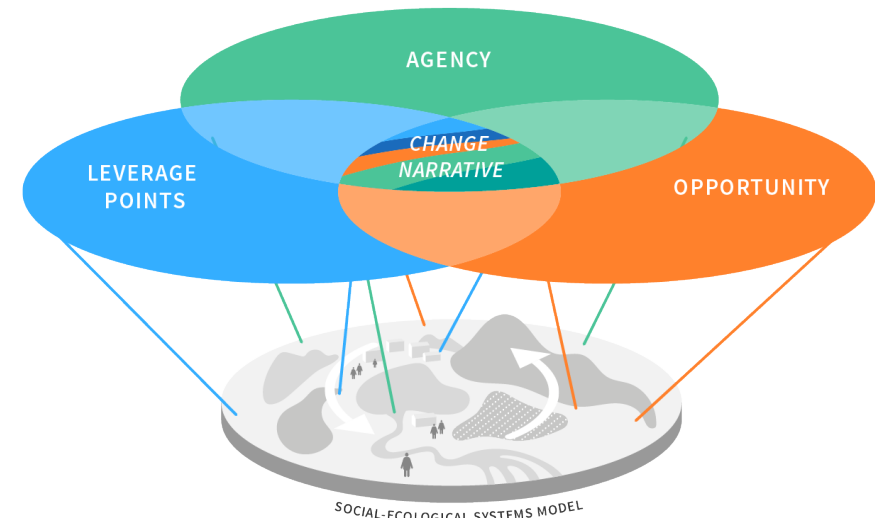 AGENCY
CHANGE
NARRATIVE
LEVERAGE
POINTS
OPPORTUNITY
SOCIAL-ECOLOGICAL SYSTEMS MODEL